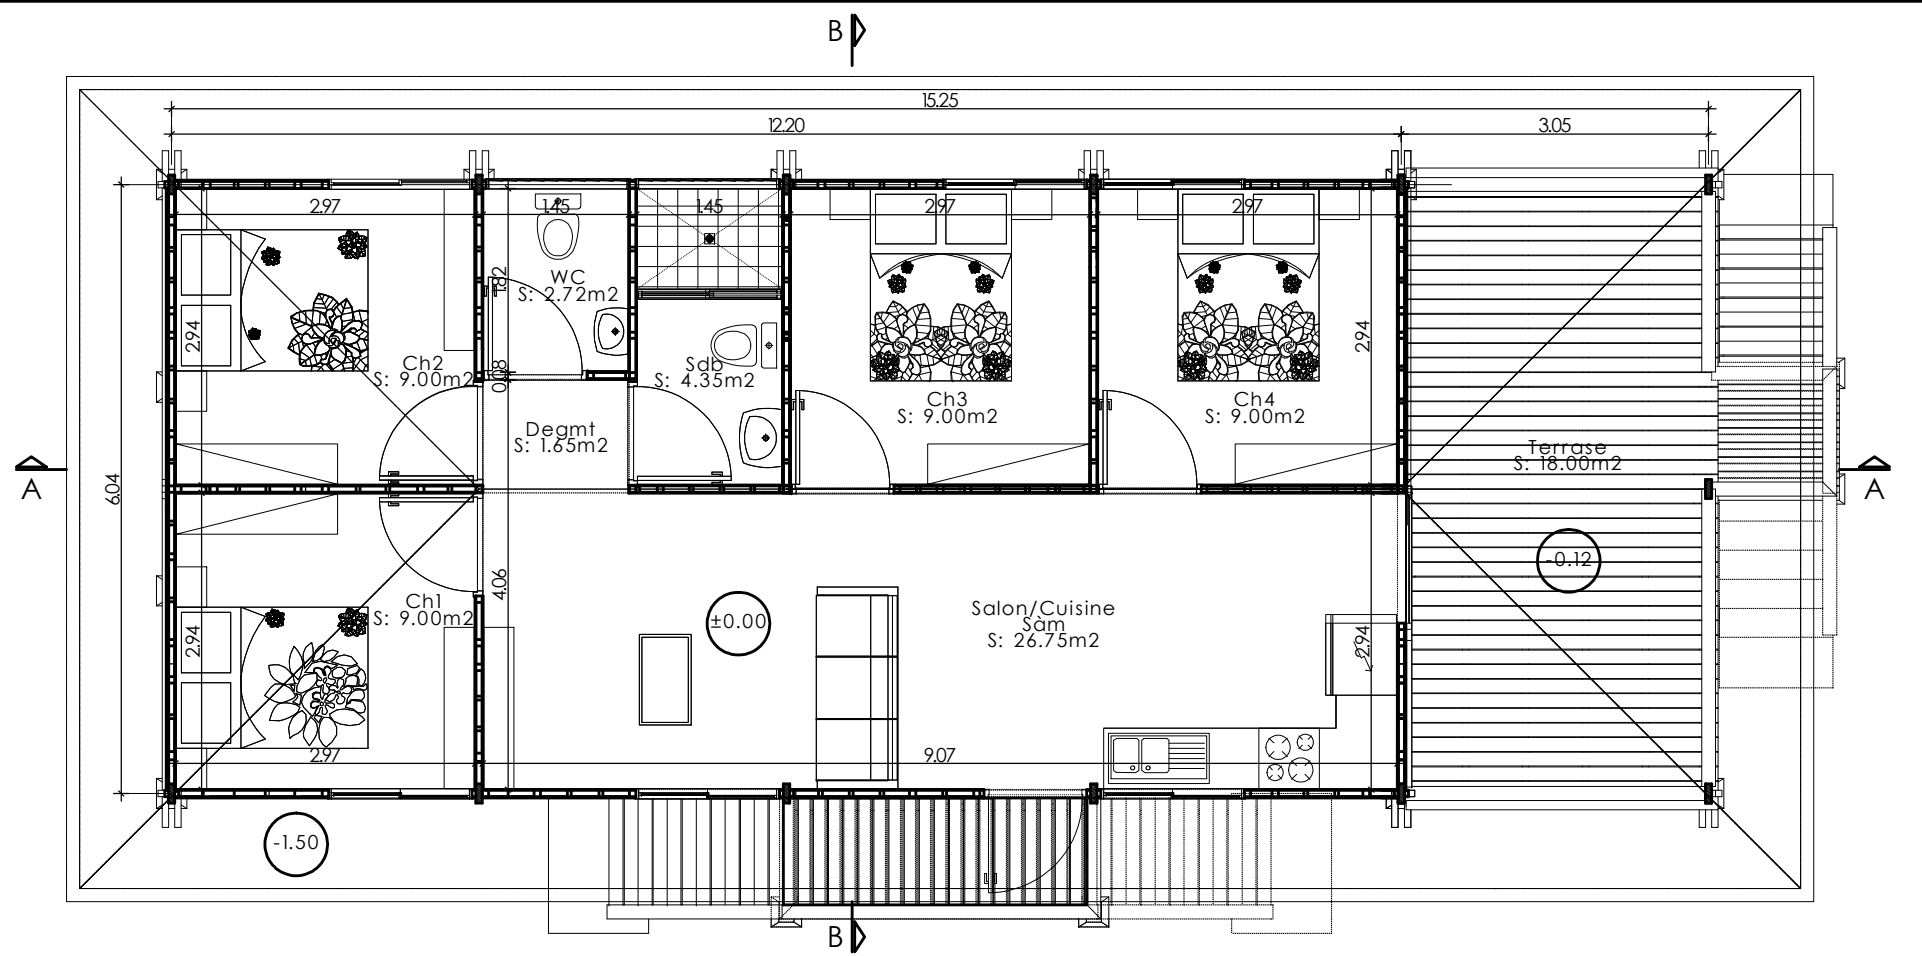 B
15.25
12.20
3.05
2.97
1.45
1.45
2.97
2.97
WC
S: 2.72m2
1.82
2.94
Ch2
S: 9.00m2
0.08
Sdb
S: 4.35m2
2.94
Ch3
S: 9.00m2
Ch4
S: 9.00m2
Degmt
S: 1.65m2
Terrase
S: 18.00m2
A
A
6.04
-0.12
4.06
Ch1
S: 9.00m2
±0.00
Salon/Cuisine
Sàm
S: 26.75m2
2.94
2.94
2.97
9.07
-1.50
B